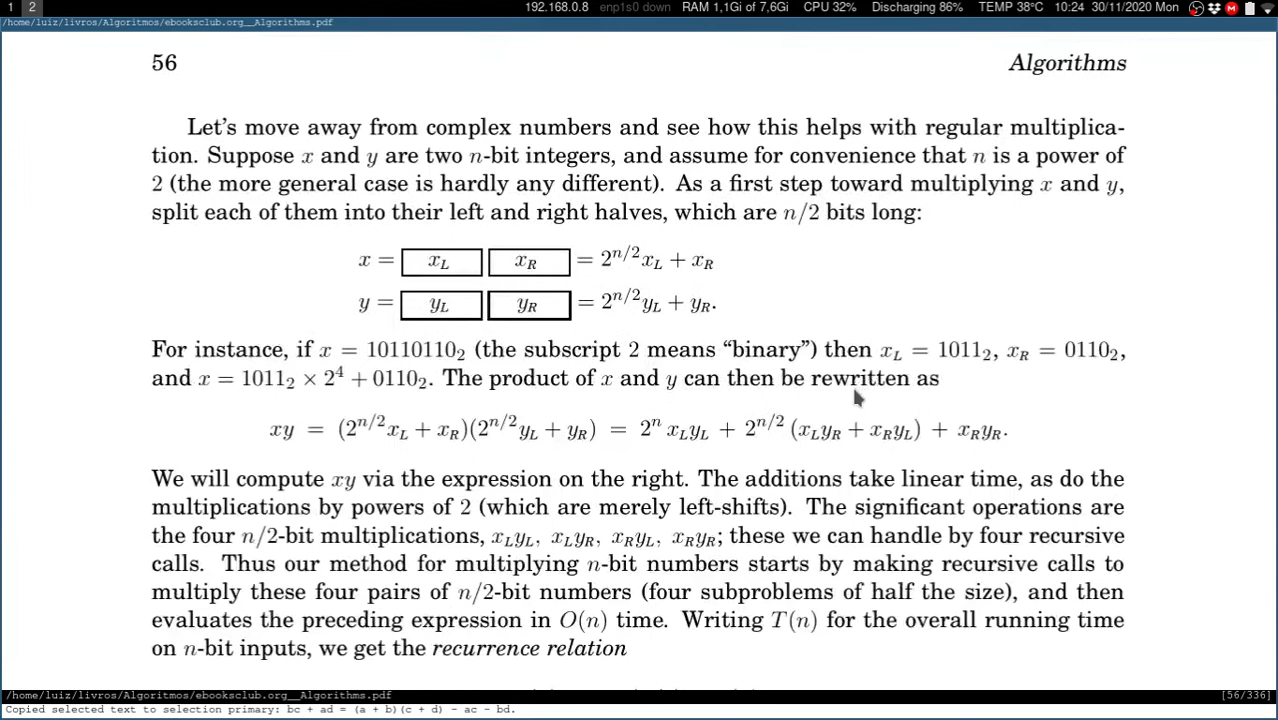 1 2 192.168.0.8 enp1s0 down RAM 1,1Gi of 7,6Gi CPU 32% Discharging 86% TEMP 38°C 10:24 30/11/2020 Mon
/home/luiz/livros/Algoritmos/ebooksclub.org__Algorithms.pdf
56 Algorithms
Let's move away from complex numbers and see how this helps with regular multiplica-
tion. Suppose x and y are two n-bit integers, and assume for convenience that n is a power of
2 (the more general case is hardly any different). As a first step toward multiplying x and y,
split each of them into their left and right halves, which are n/2 bits long:
x = x_L x_R = 2^{n/2}x_L + x_R
y = y_L y_R = 2^{n/2}y_L + y_R.
For instance, if x = 10110110₂ (the subscript 2 means “binary”) then x_L = 1011₂, x_R = 0110₂,
and x = 1011₂ × 2⁴ + 0110₂. The product of x and y can then be rewritten as
xy = (2^{n/2}x_L + x_R)(2^{n/2}y_L + y_R) = 2^n x_Ly_L + 2^{n/2} (x_Ly_R + x_Ry_L) + x_Ry_R.
We will compute xy via the expression on the right. The additions take linear time, as do the
multiplications by powers of 2 (which are merely left-shifts). The significant operations are
the four n/2-bit multiplications, x_Ly_L, x_Ly_R, x_Ry_L, x_Ry_R; these we can handle by four recursive
calls. Thus our method for multiplying n-bit numbers starts by making recursive calls to
multiply these four pairs of n/2-bit numbers (four subproblems of half the size), and then
evaluates the preceding expression in O(n) time. Writing T(n) for the overall running time
on n-bit inputs, we get the recurrence relation
/home/luiz/livros/Algoritmos/ebooksclub.org__Algorithms.pdf [56/336]
Copied selected text to selection primary: bc + ad = (a + b)(c + d) − ac − bd.